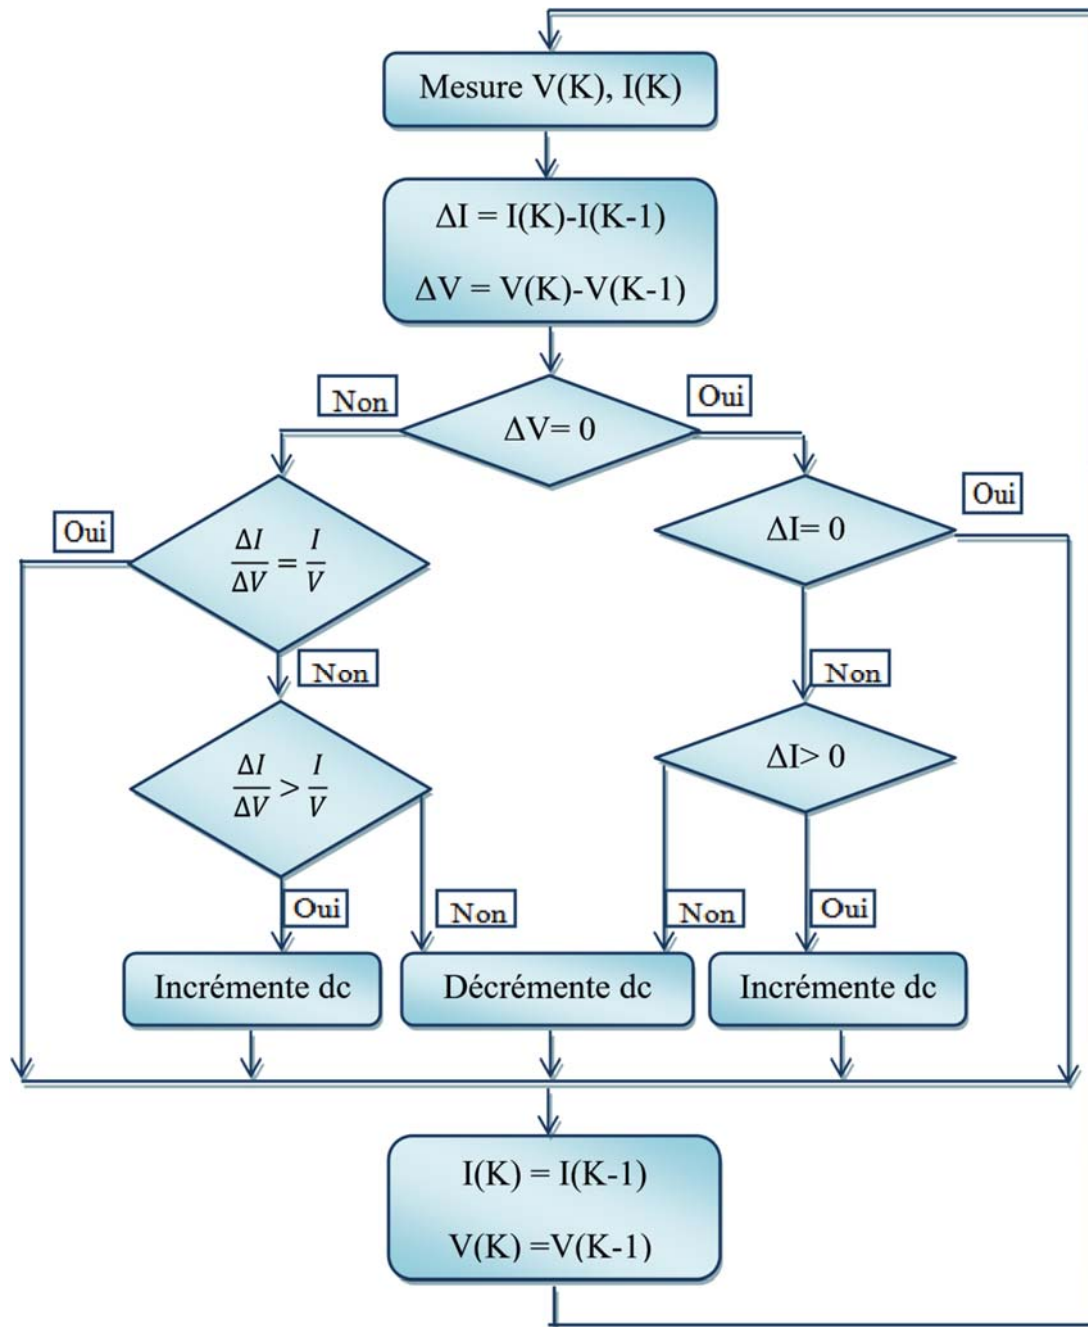 Mesure V(K), I(K)
ΔI = I(K)-I(K-1)
ΔV = V(K)-V(K-1)
Non
Oui
ΔV= 0
Oui
Oui
ΔI/ΔV = I/V
ΔI= 0
Non
Non
ΔI/ΔV > I/V
ΔI> 0
Oui
Non
Non
Oui
Incrémente dc
Décrémente dc
Incrémente dc
I(K) = I(K-1)
V(K) =V(K-1)